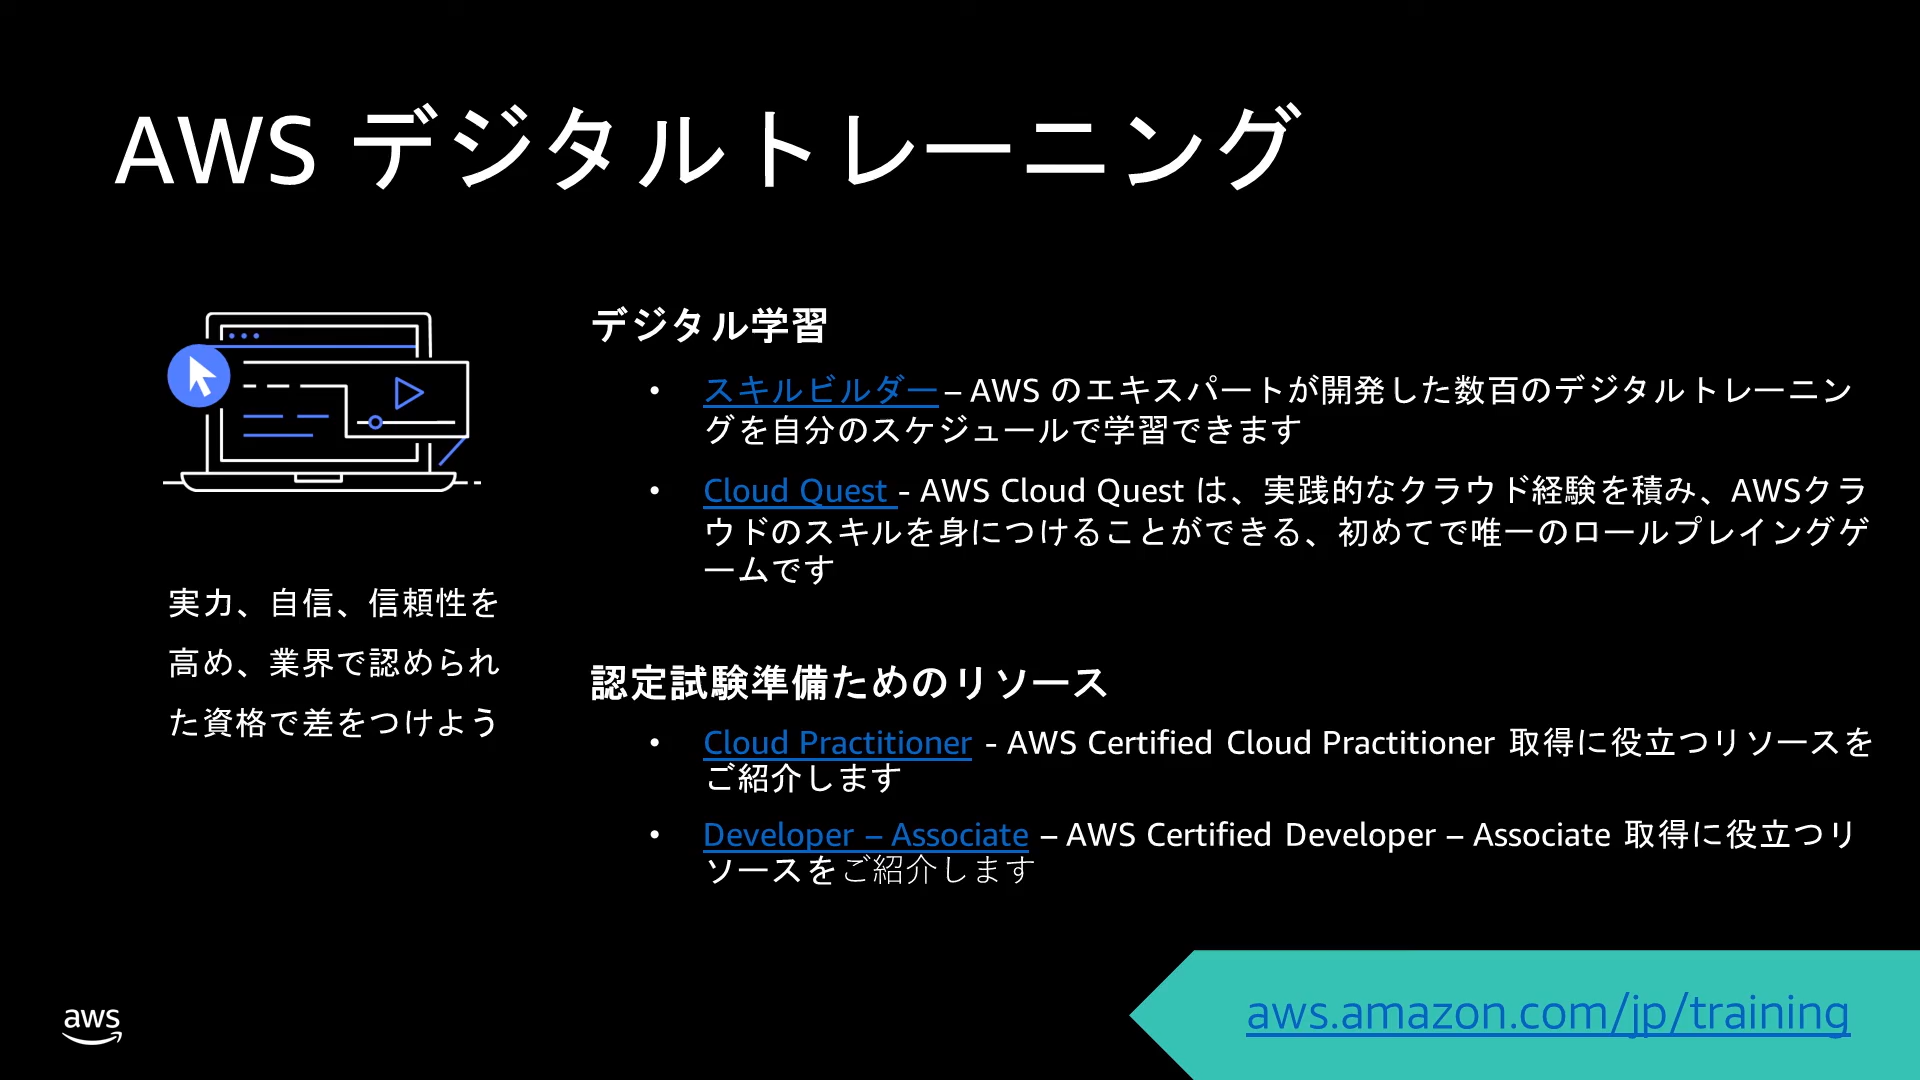 AWS デジタルトレーニング
デジタル学習
• スキルビルダー – AWS のエキスパートが開発した数百のデジタルトレーニン
グを自分のスケジュールで学習できます
• Cloud Quest - AWS Cloud Quest は、実践的なクラウド経験を積み、AWSクラ
ウドのスキルを身につけることができる、初めてで唯一のロールプレイングゲ
ームです
実力、自信、信頼性を
高め、業界で認められ
た資格で差をつけよう
認定試験準備ためのリソース
• Cloud Practitioner - AWS Certified Cloud Practitioner 取得に役立つリソースを
ご紹介します
• Developer – Associate – AWS Certified Developer – Associate 取得に役立つリ
ソースをご紹介します
aws
aws.amazon.com/jp/training